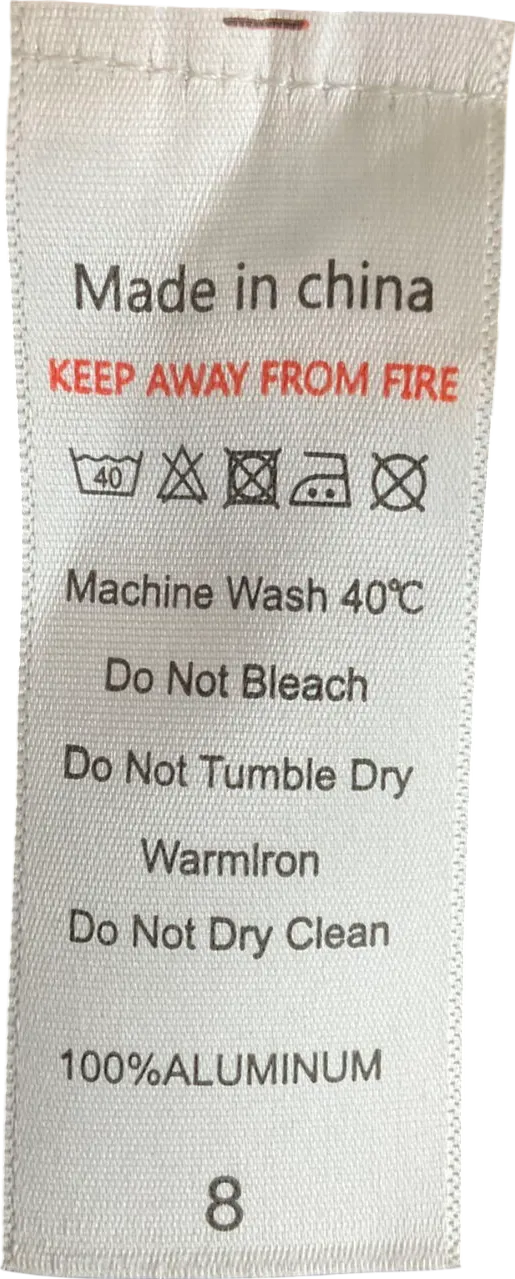 Made in china
KEEP AWAY FROM FIRE
40
Machine Wash 40℃
Do Not Bleach
Do Not Tumble Dry
WarmIron
Do Not Dry Clean
100%ALUMINUM
8